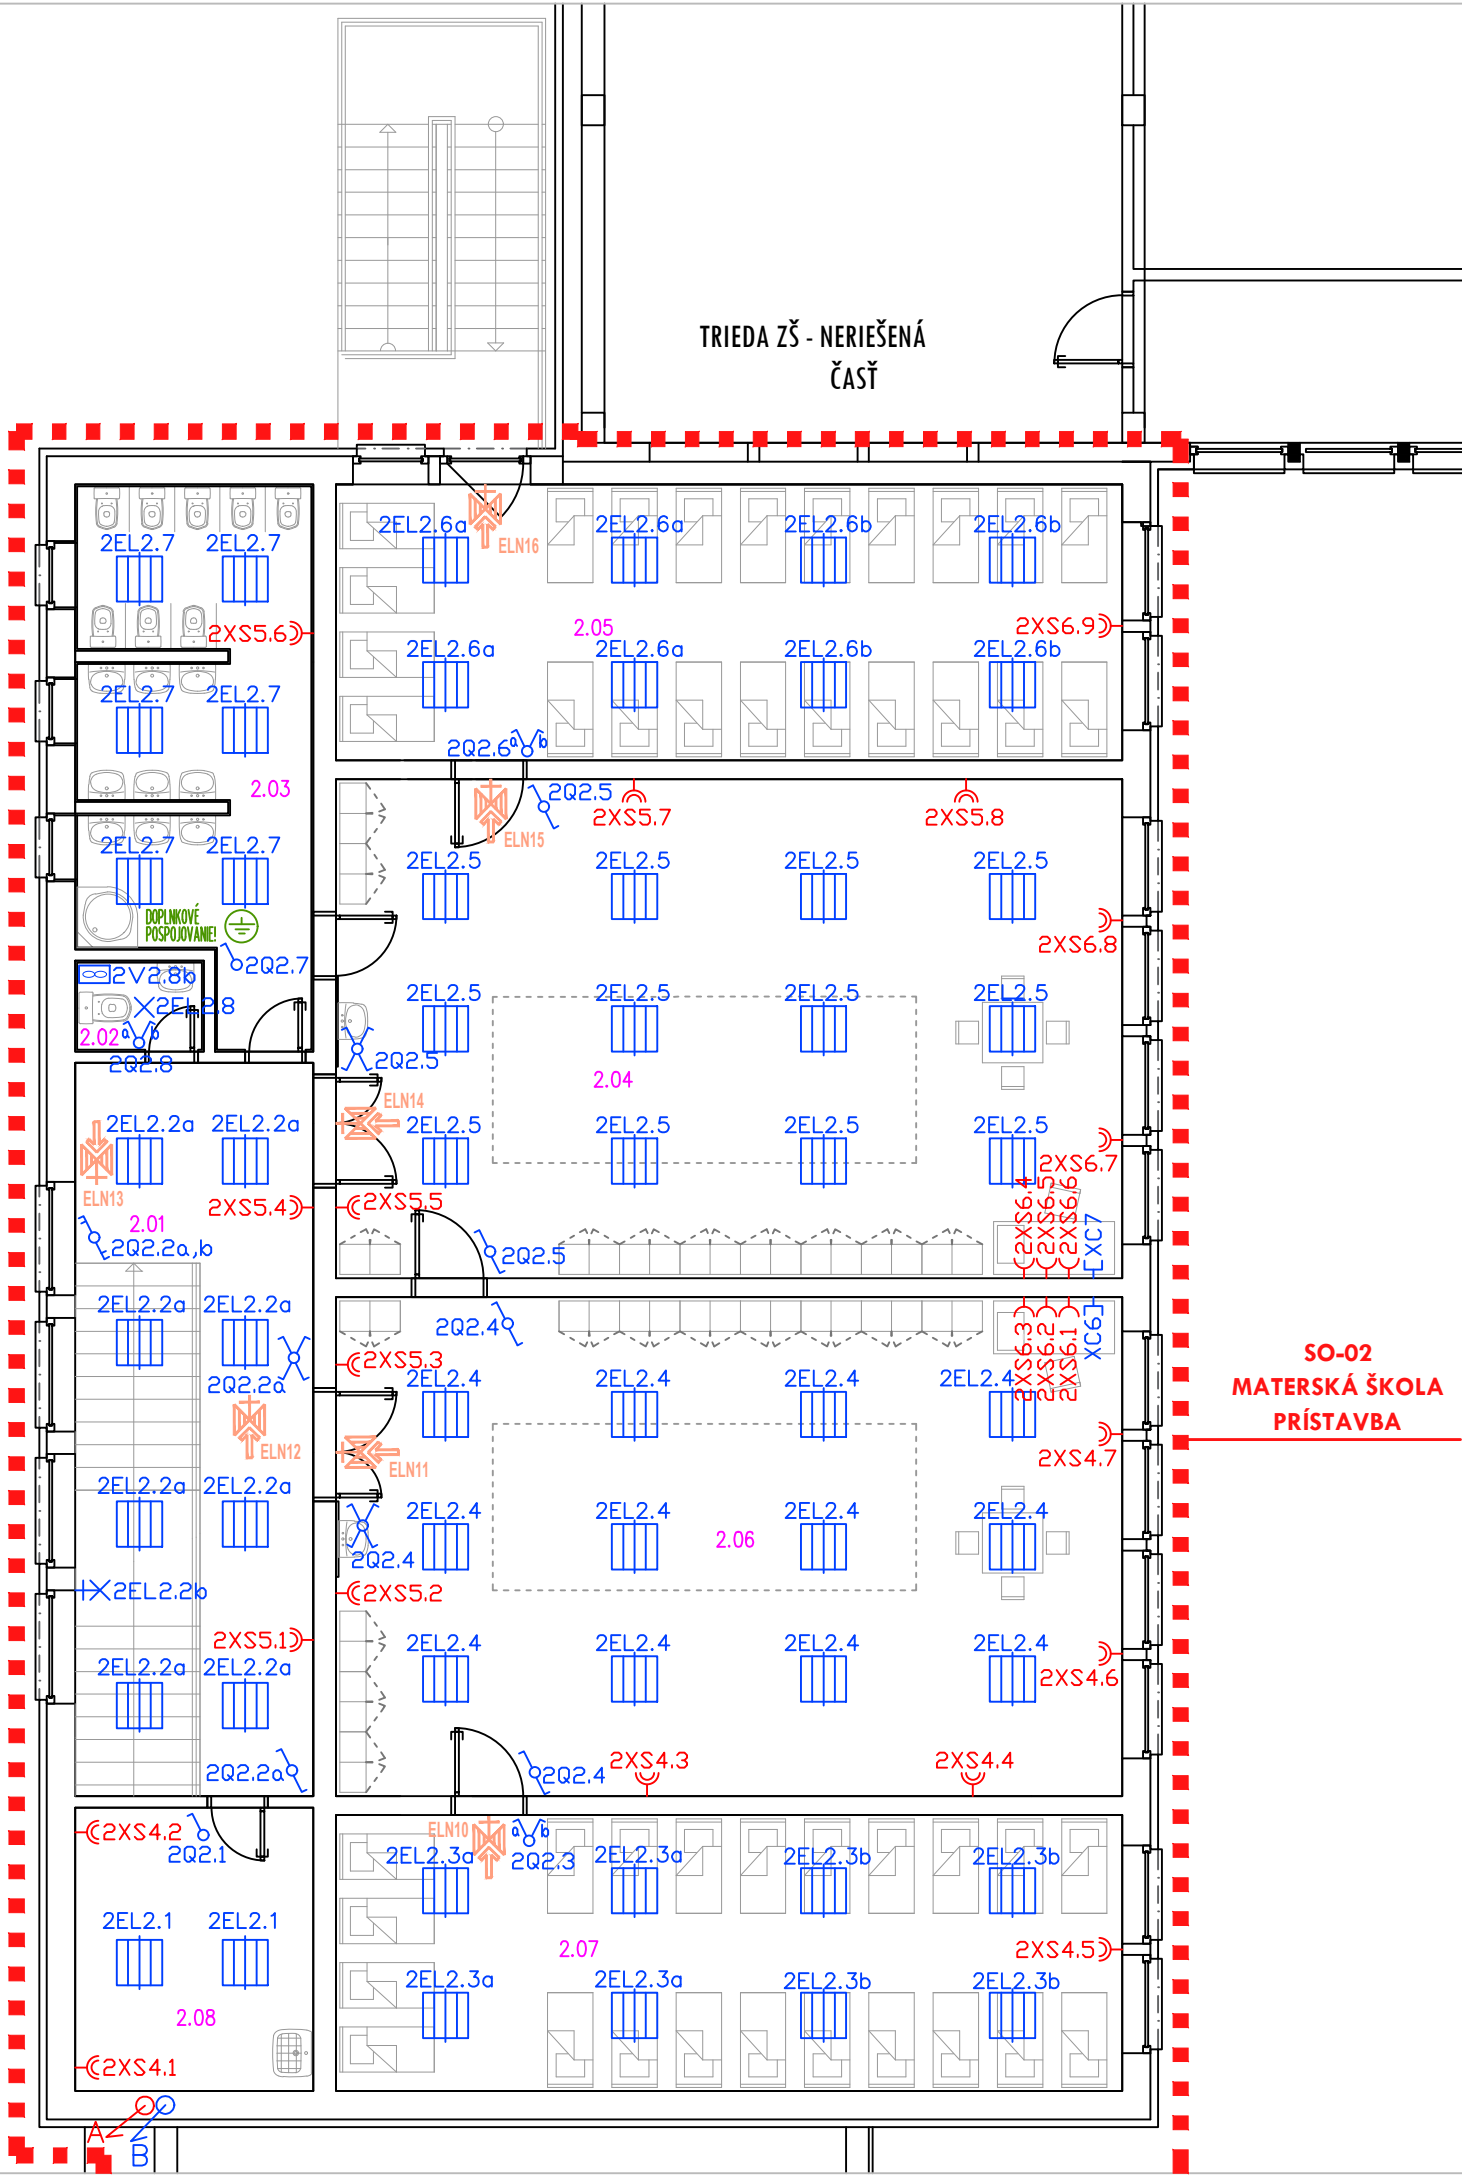 TRIEDA ZŠ - NERIEŠENÁ
ČASŤ
2EL2.6a
2EL2.6a
2EL2.6b
2EL2.6b
ELN16
2EL2.7
2EL2.7
2XS5.6
2.05
2XS6.9
2EL2.6a
2EL2.6a
2EL2.6b
2EL2.6b
2EL2.7
2EL2.7
2Q2.6
a b
2.03
2Q2.5
2XS5.7
2XS5.8
ELN15
2EL2.7
2EL2.7
2EL2.5
2EL2.5
2EL2.5
2EL2.5
DOPLNKOVÉ
POSPOJOVANIE!
2XS6.8
2Q2.7
2V2.8b
2EL2.8
2EL2.5
2EL2.5
2EL2.5
2EL2.5
2.02
a b
2Q2.8
2Q2.5
2.04
ELN14
2EL2.2a
2EL2.2a
2EL2.5
2EL2.5
2EL2.5
2EL2.5
ELN13
2XS6.7
2XS5.4
2XS5.5
2.01
2Q2.2a,b
2Q2.5
2XS6.4
2XS6.5
2XS6.6
XC7
2EL2.2a
2EL2.2a
2Q2.4
2XS6.3
2XS6.2
2XS6.1
XC6
2XS5.3
SO-02
MATERSKÁ ŠKOLA
PRÍSTAVBA
2Q2.2a
2EL2.4
2EL2.4
2EL2.4
2EL2.4
ELN12
ELN11
2XS4.7
2EL2.2a
2EL2.2a
2EL2.4
2EL2.4
2EL2.4
2EL2.4
2.06
2Q2.4
2EL2.2b
2XS5.2
2XS5.1
2EL2.4
2EL2.4
2EL2.4
2EL2.4
2EL2.2a
2EL2.2a
2XS4.6
2Q2.2a
2Q2.4
2XS4.3
2XS4.4
2XS4.2
2Q2.1
ELN10
a b
2Q2.3
2EL2.3a
2EL2.3a
2EL2.3b
2EL2.3b
2EL2.1
2EL2.1
2.07
2XS4.5
2EL2.3a
2EL2.3a
2EL2.3b
2EL2.3b
2.08
2XS4.1
A
B